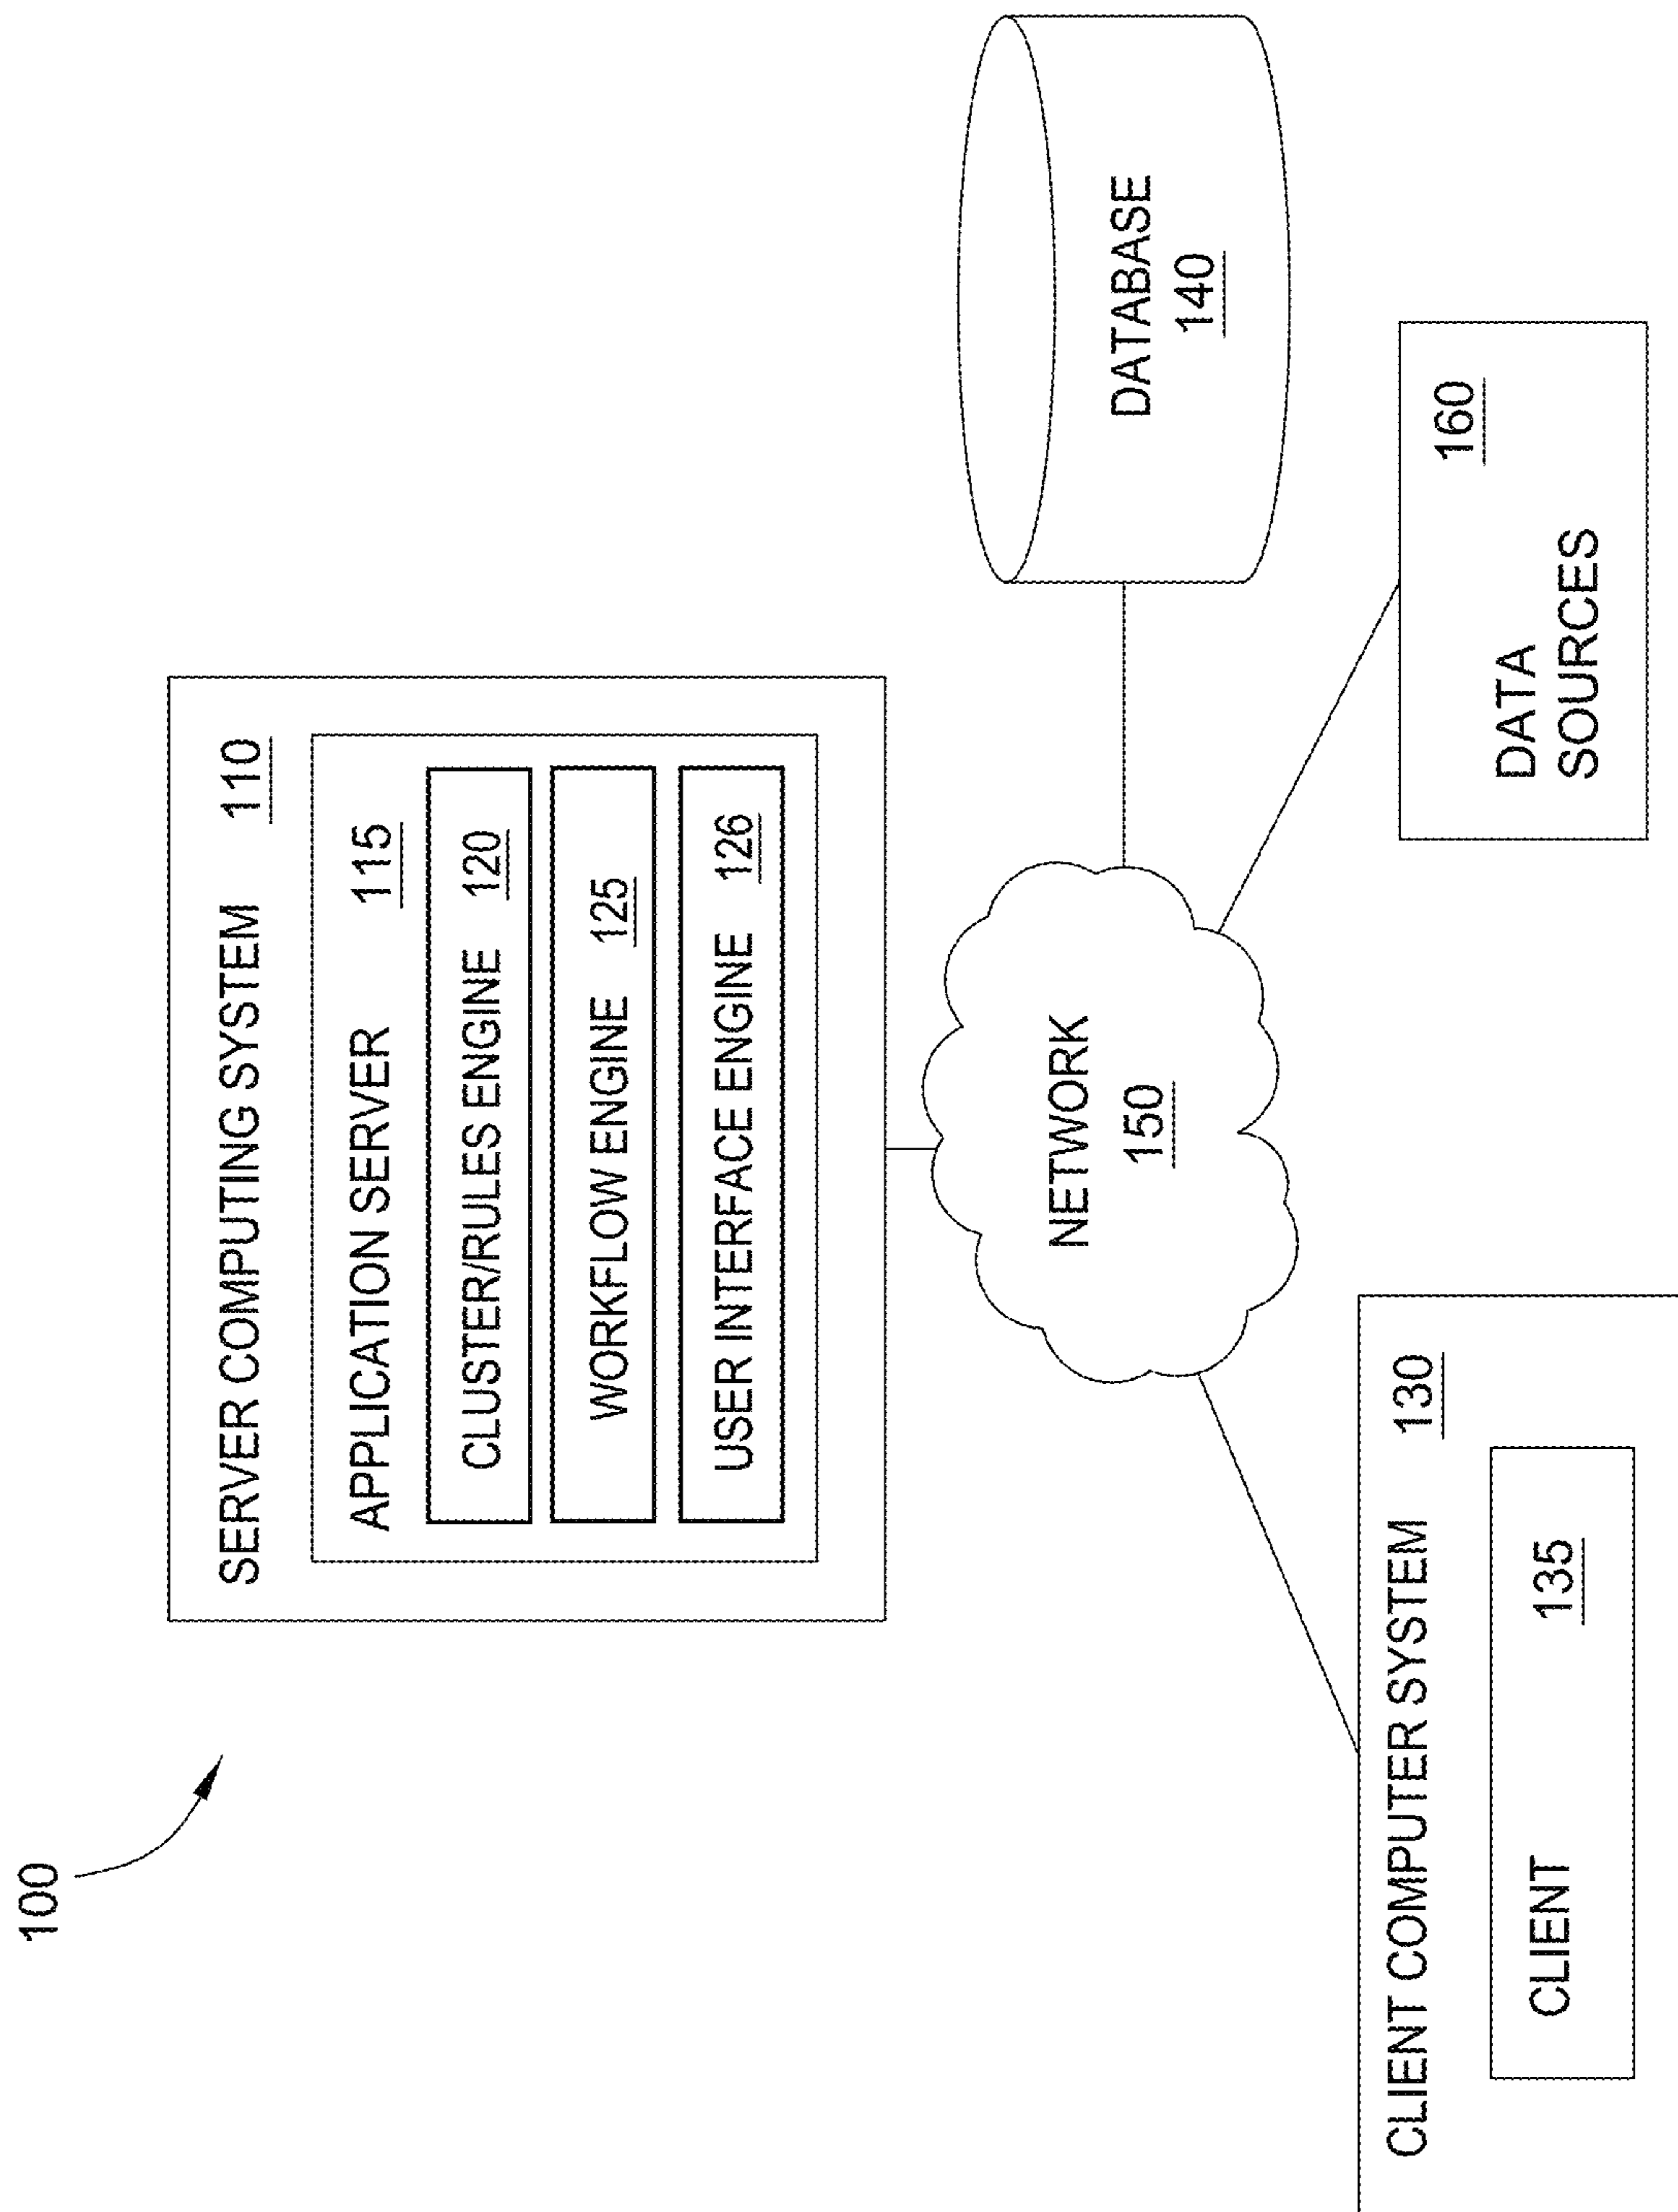 100
SERVER COMPUTING SYSTEM 110
APPLICATION SERVER 115
CLUSTER/RULES ENGINE 120
WORKFLOW ENGINE 125
USER INTERFACE ENGINE 126
NETWORK
150
DATABASE
140
CLIENT COMPUTER SYSTEM 130
CLIENT 135
160
DATA
SOURCES